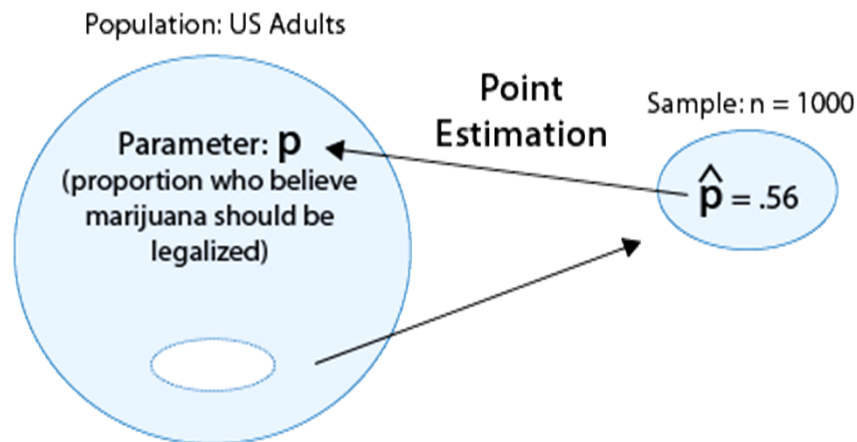 Population: US Adults
Point
Estimation
Sample: n = 1000
Parameter: p
(proportion who believe
marijuana should be
legalized)
p̂ = .56